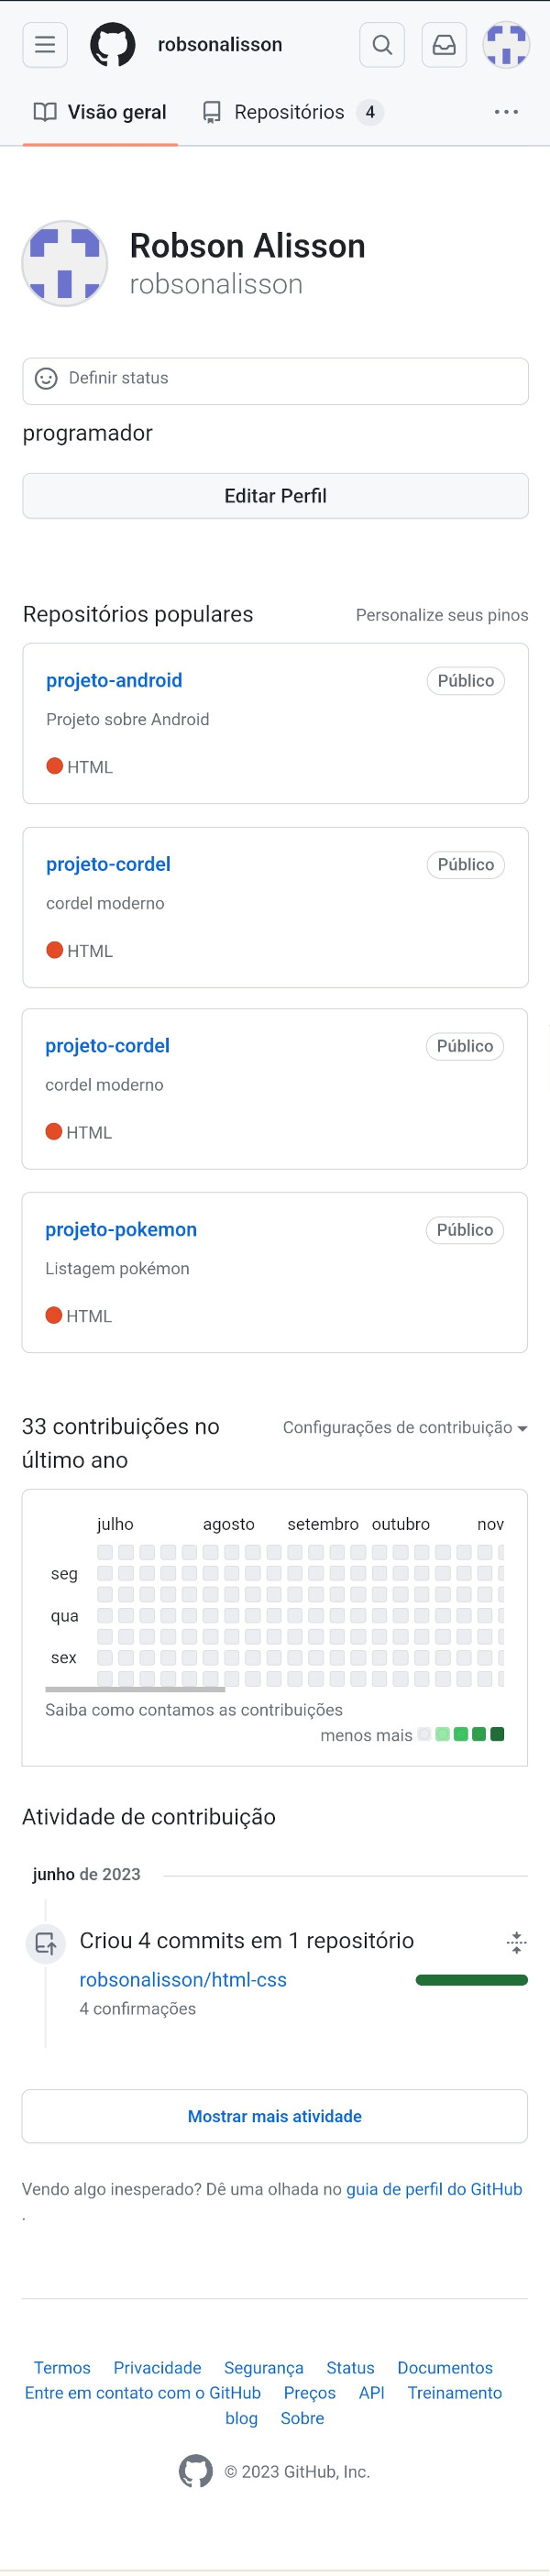 robsonalisson
Visão geral Repositórios 4
Robson Alisson
robsonalisson
Definir status
programador
Editar Perfil
Repositórios populares Personalize seus pinos
projeto-android Público
Projeto sobre Android
HTML
projeto-cordel Público
cordel moderno
HTML
projeto-cordel Público
cordel moderno
HTML
projeto-pokemon Público
Listagem pokémon
HTML
33 contribuições no Configurações de contribuição
último ano
julho agosto setembro outubro nov
seg
qua
sex
Saiba como contamos as contribuições
menos mais
Atividade de contribuição
junho de 2023
Criou 4 commits em 1 repositório
robsonalisson/html-css
4 confirmações
Mostrar mais atividade
Vendo algo inesperado? Dê uma olhada no guia de perfil do GitHub
.
Termos Privacidade Segurança Status Documentos
Entre em contato com o GitHub Preços API Treinamento
blog Sobre
© 2023 GitHub, Inc.